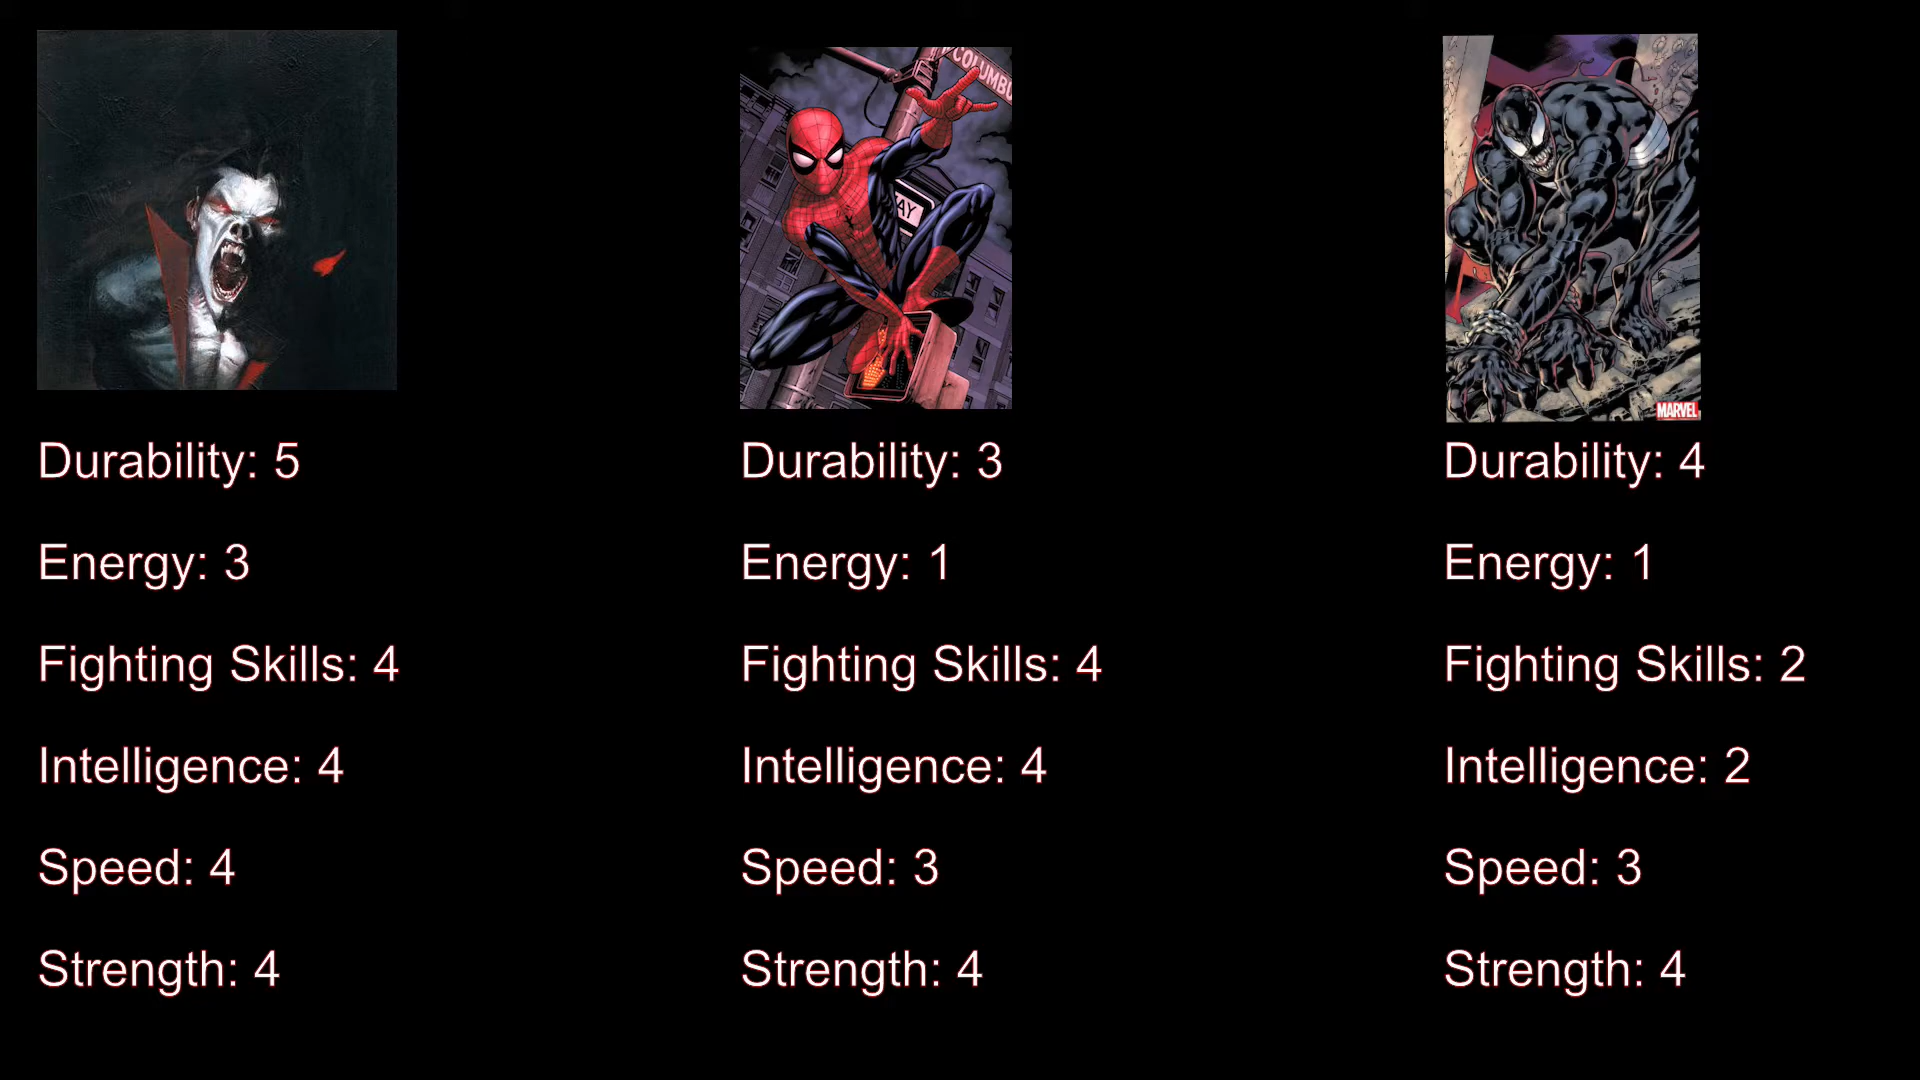 COLUMBU
AY
MARVEL
Durability: 5
Energy: 3
Fighting Skills: 4
Intelligence: 4
Speed: 4
Strength: 4
Durability: 3
Energy: 1
Fighting Skills: 4
Intelligence: 4
Speed: 3
Strength: 4
Durability: 4
Energy: 1
Fighting Skills: 2
Intelligence: 2
Speed: 3
Strength: 4